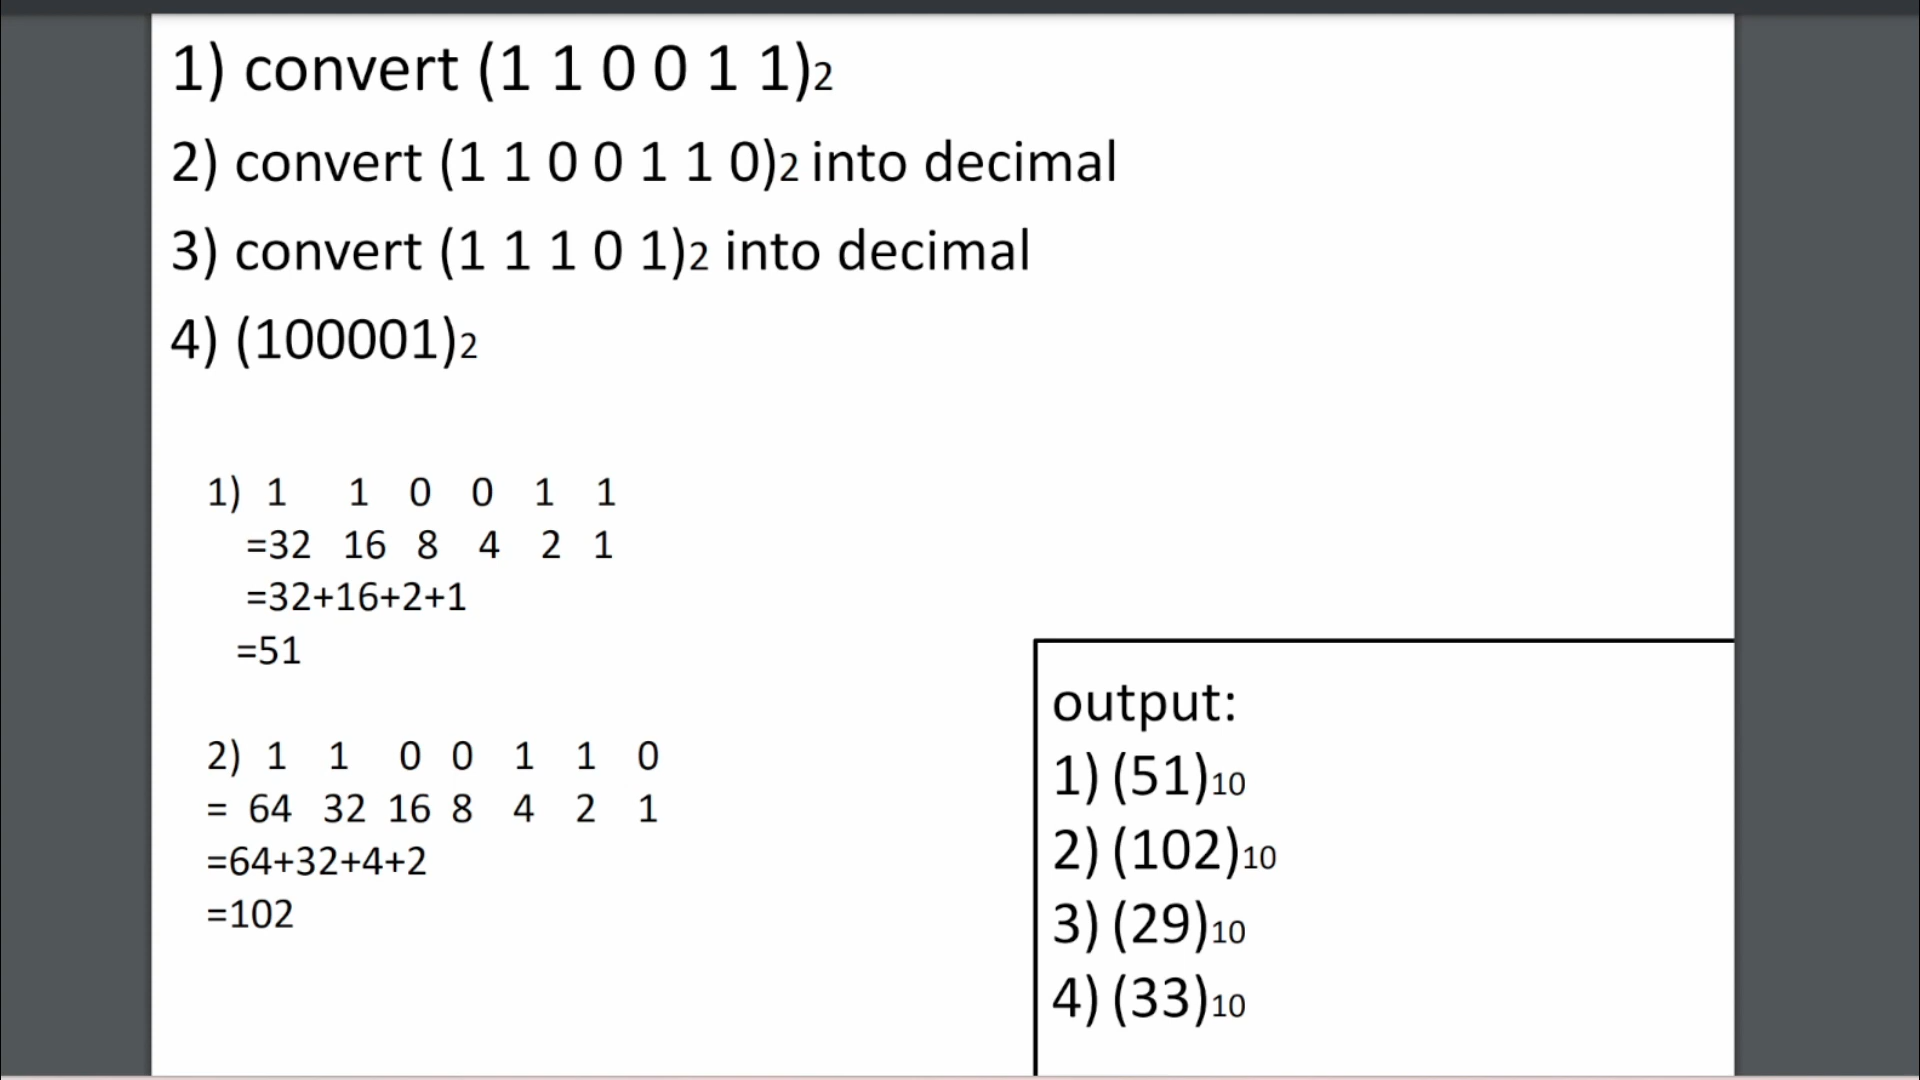 1) convert (1 1 0 0 1 1)2
2) convert (1 1 0 0 1 1 0)2 into decimal
3) convert (1 1 1 0 1)2 into decimal
4) (100001)2
1) 1 1 0 0 1 1
=32 16 8 4 2 1
=32+16+2+1
=51
2) 1 1 0 0 1 1 0
= 64 32 16 8 4 2 1
=64+32+4+2
=102
output:
1) (51)10
2) (102)10
3) (29)10
4) (33)10